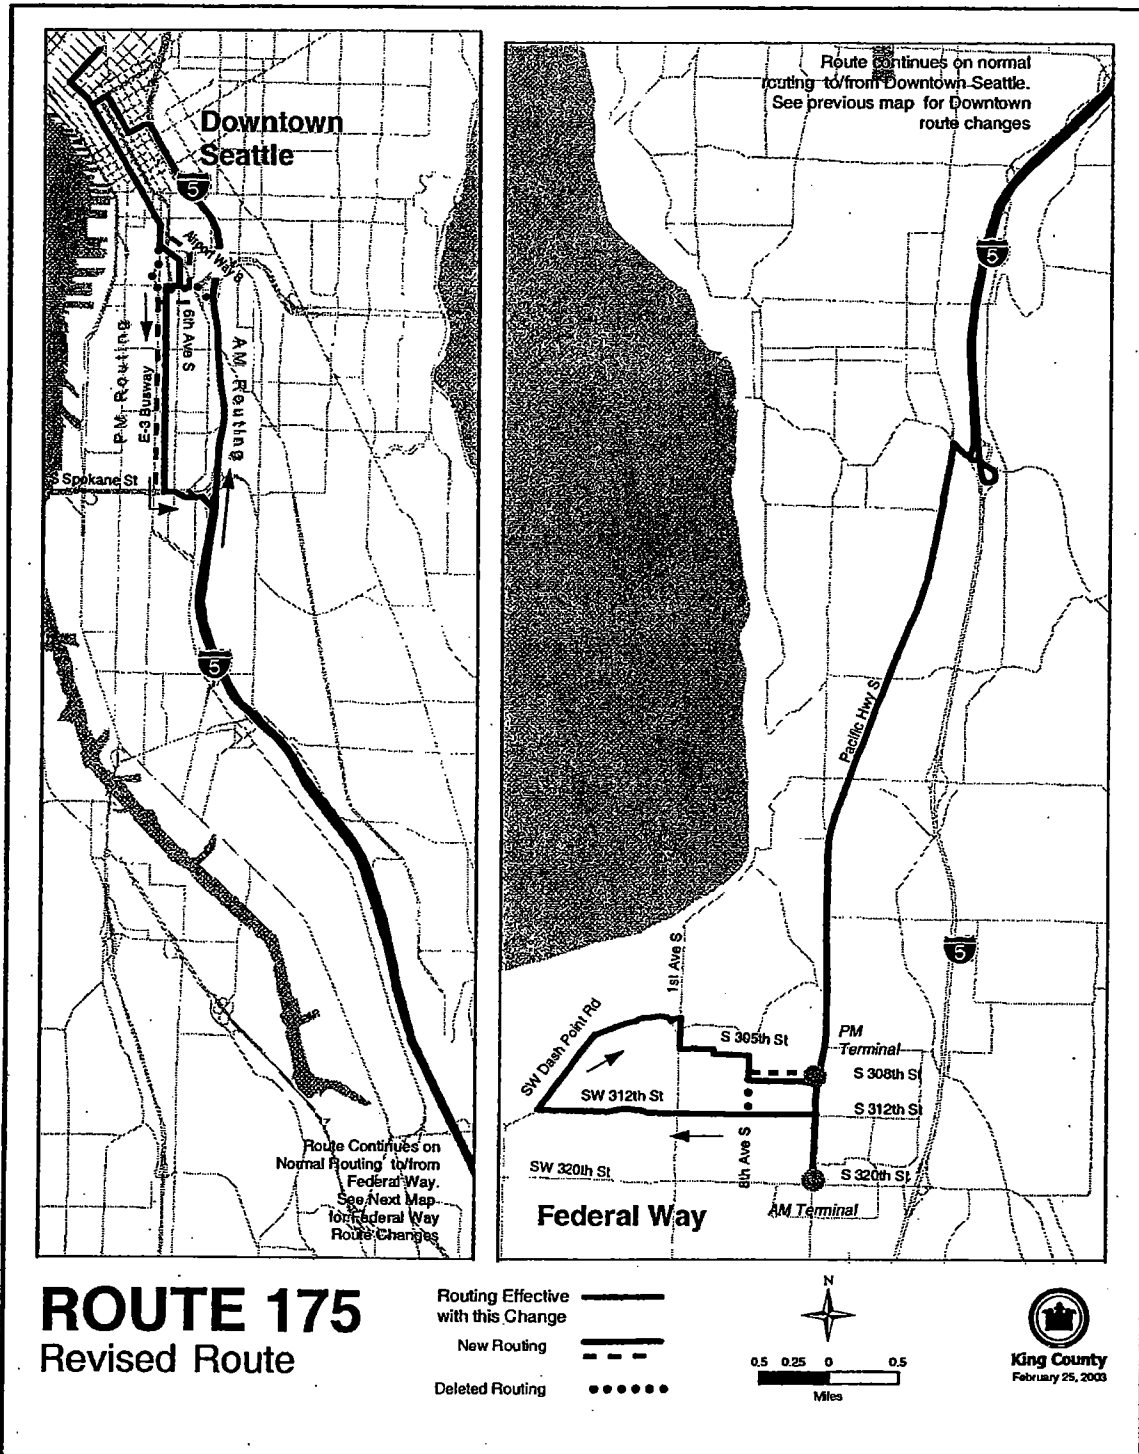 Downtown
Seattle
5
Airport Way S
6th Ave S
PM Routing
E-3 Busway
AM Routing
S Spokane St
5
Route Continues on
Normal Routing to/from
Federal Way.
See Next Map
for Federal Way
Route Changes
Route continues on normal
routing to/from Downtown Seattle.
See previous map for Downtown
route changes
5
Pacific Hwy S
5
1st Ave S
SW Dash Point Rd
S 305th St
PM
Terminal
S 308th St
SW 312th St
S 312th St
8th Ave S
SW 320th St
S 320th St
AM Terminal
Federal Way
ROUTE 175
Revised Route
Routing Effective
with this Change
New Routing
Deleted Routing
N
0.5 0.25 0 0.5
Miles
King County
February 25, 2003